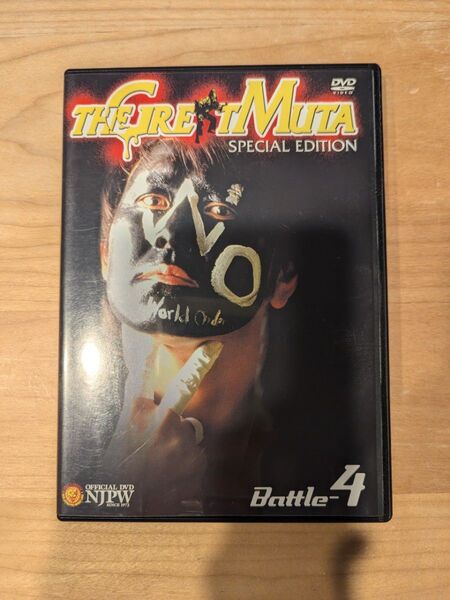 DVD
VIDEO
THE GREAT MUTA
SPECIAL EDITION
nWO
World Order
OFFICIAL DVD
NJPW
SINCE 1972
Battle-4